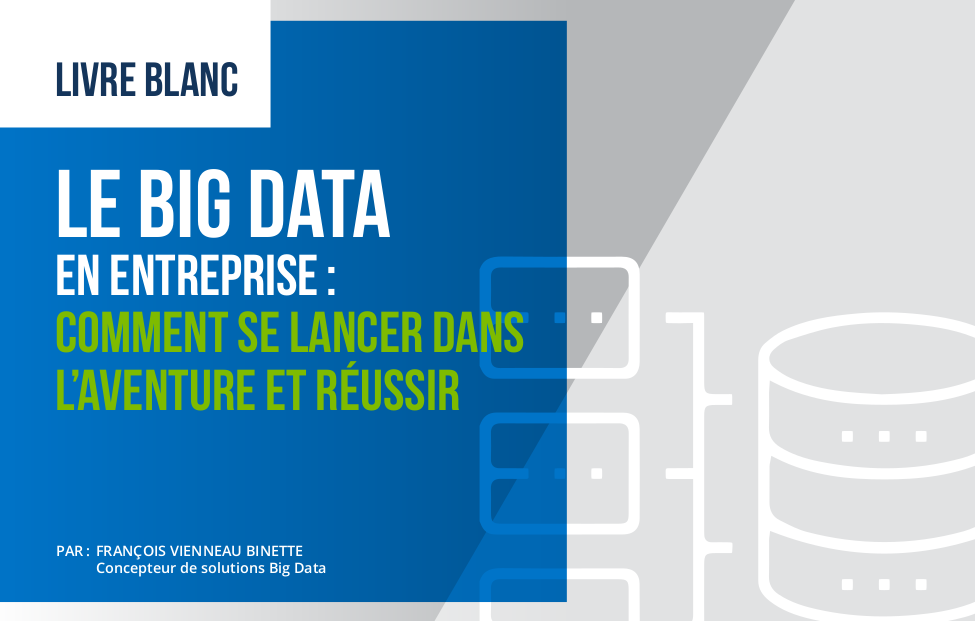 LIVRE BLANC
LE BIG DATA
EN ENTREPRISE :
COMMENT SE LANCER DANS
L’AVENTURE ET RÉUSSIR
PAR : FRANÇOIS VIENNEAU BINETTE
Concepteur de solutions Big Data